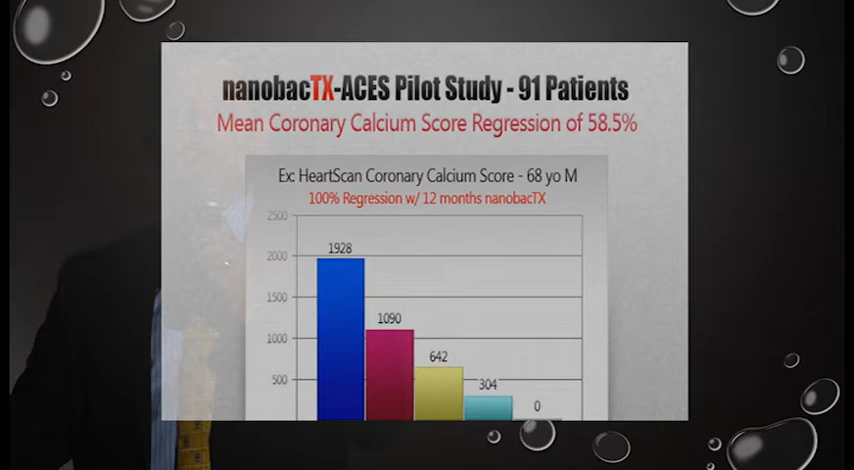 nanobacTX-ACES Pilot Study - 91 Patients
Mean Coronary Calcium Score Regression of 58.5%
Ex: HeartScan Coronary Calcium Score - 68 yo M
100% Regression w/ 12 months nanobacTX
2500
2000
1500
1000
500
1928
1090
642
304
0